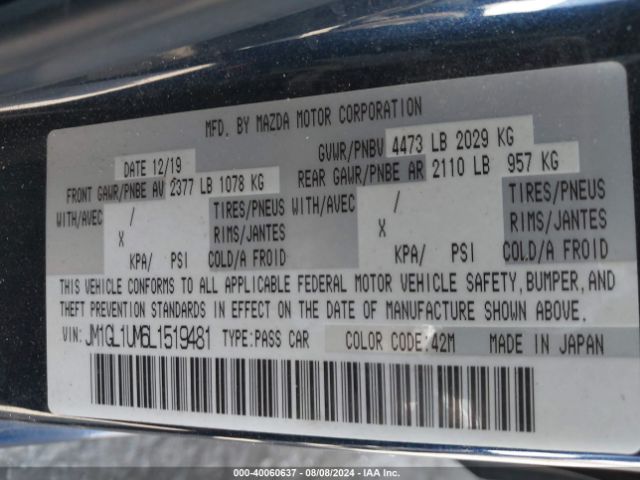 MFD. BY MAZDA MOTOR CORPORATION
DATE 12/19 GVWR/PNBV 4473 LB 2029 KG
FRONT GAWR/PNBE AV 2377 LB 1078 KG REAR GAWR/PNBE AR 2110 LB 957 KG
WITH/AVEC / TIRES/PNEUS WITH/AVEC / TIRES/PNEUS
X RIMS/JANTES X RIMS/JANTES
KPA/ PSI COLD/A FROID KPA/ PSI COLD/A FROID
THIS VEHICLE CONFORMS TO ALL APPLICABLE FEDERAL MOTOR VEHICLE SAFETY, BUMPER, AND
THEFT PREVENTION STANDARDS IN EFFECT ON THE DATE OF MANUFACTURE SHOWN ABOVE.
VIN: JM1GL1UM6L1519481 TYPE:PASS CAR COLOR CODE:42M MADE IN JAPAN
000-40060637 - 08/08/2024 - IAA Inc.